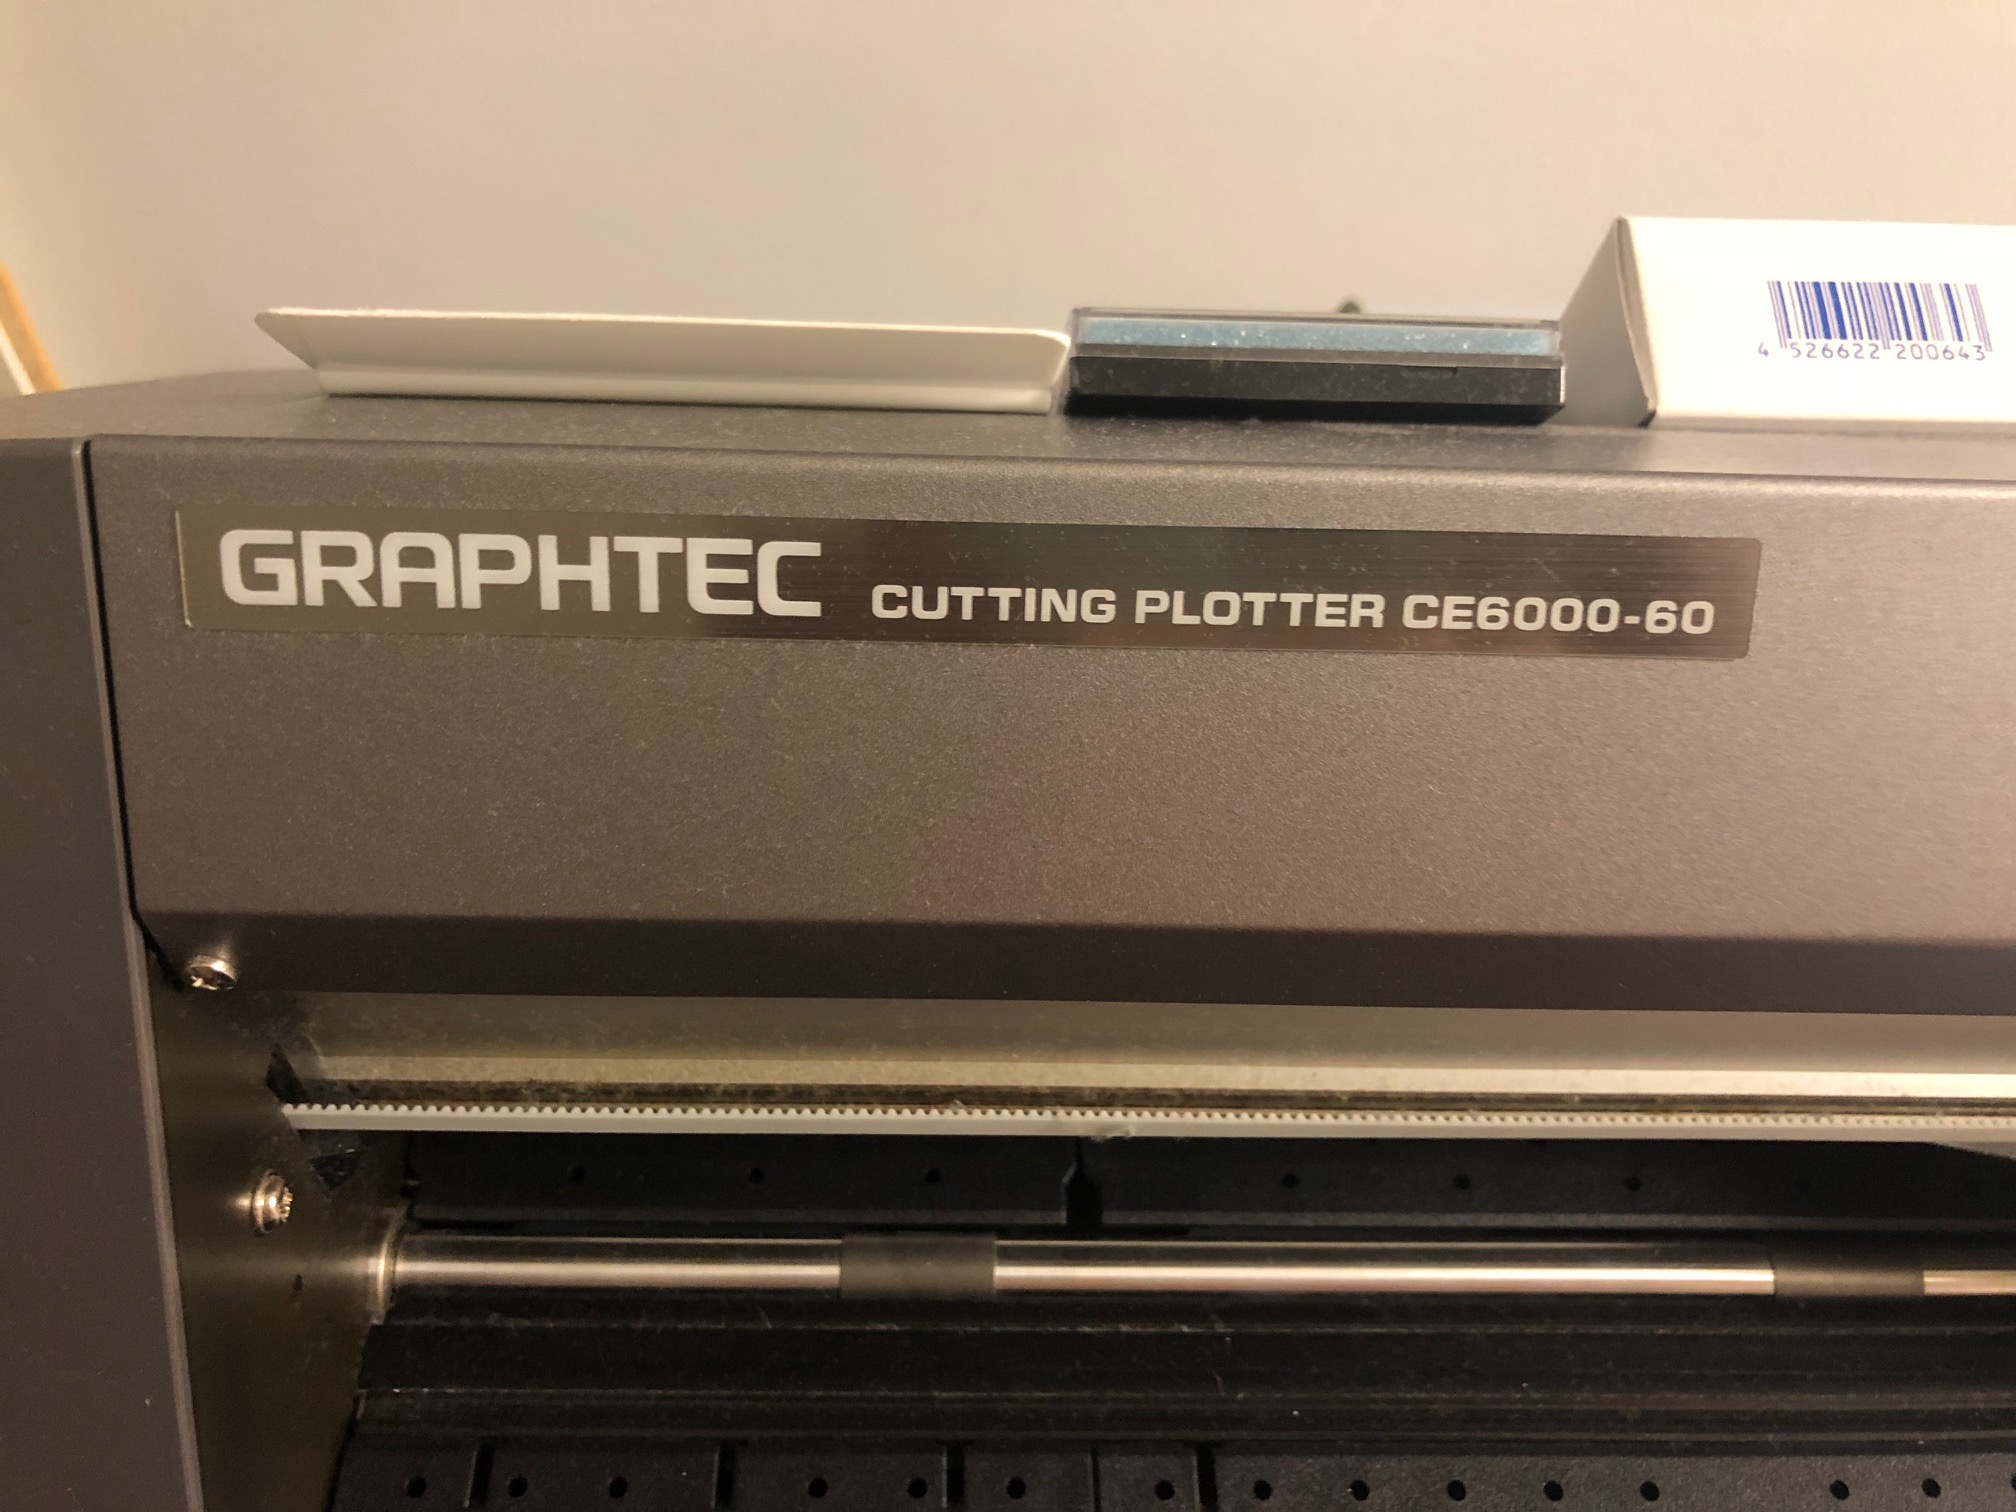 4 526622 200643
GRAPHTEC CUTTING PLOTTER CE6000-60